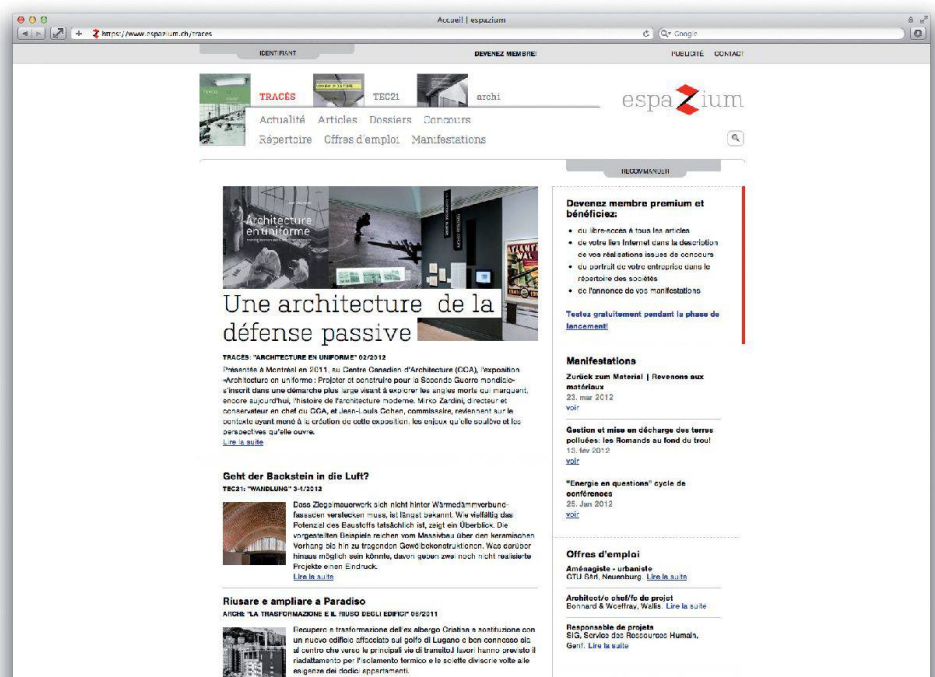 Accueil | espazium
https://www.espazium.ch/traces
Google
IDENTIFIANT
DEVENEZ MEMBRE!
PUBLICITÉ CONTACT
TRACÉS
TEC21
archi
espazium
Actualité Articles Dossiers Concours
Répertoire Offres d'emploi Manifestations
RECOMMANDER
Architecture
en uniforme
Une architecture de la
défense passive
TRACÉS: "ARCHITECTURE EN UNIFORME" 02/2012
Présentée à Montréal en 2011, au Centre Canadien d'Architecture (CCA), l'exposition
«Architecture en uniforme : Projeter et construire pour la Seconde Guerre mondiale»
s'inscrit dans une démarche plus large visant à explorer les angles morts qui marquent,
encore aujourd'hui, l'histoire de l'architecture moderne. Mirko Zardini, directeur et
conservateur en chef du CCA, et Jean-Louis Cohen, commissaire, reviennent sur le
contexte ayant mené à la création de cette exposition, les enjeux qu'elle soulève et les
perspectives qu'elle ouvre.
Lire la suite
Geht der Backstein in die Luft?
TEC21: "WANDLUNG" 3-4/2012
Dass Ziegelmauerwerk sich nicht hinter Wärmedämmverbund-
fassaden verstecken muss, ist längst bekannt. Wie vielfältig das
Potenzial des Baustoffs tatsächlich ist, zeigt ein Überblick. Die
vorgestellten Beispiele reichen vom Massivbau über den keramischen
Vorhang bis hin zu tragenden Gewölbekonstruktionen. Was darüber
hinaus möglich sein könnte, davon geben zwei noch nicht realisierte
Projekte einen Eindruck.
Lire la suite
Riusare e ampliare a Paradiso
ARCHI: "LA TRASFORMAZIONE E IL RIUSO DEGLI EDIFICI" 06/2011
Recupero e trasformazione dell'ex albergo Cristina e sostituzione con
un nuovo edificio affacciato sul golfo di Lugano e ben connesso sia
al centro che verso le principali vie di transito.I lavori hanno previsto il
riadattamento per l'isolamento termico e le solette divisorie volte alle
esigenze dei dodici appartamenti.
Devenez membre premium et
bénéficiez:
• du libre-accès à tous les articles
• de votre lien Internet dans la description
de vos réalisations issues de concours
• du portrait de votre entreprise dans le
répertoire des sociétés
• de l'annonce de vos manifestations
Testez gratuitement pendant la phase de
lancement!
Manifestations
Zurück zum Material | Revenons aux
matériaux
23. mar 2012
voir
Gestion et mise en décharge des terres
polluées: les Romands au fond du trou!
13. fév 2012
voir
"Energie en questions" cycle de
conférences
25. Jan 2012
voir
Offres d'emploi
Aménagiste - urbaniste
GTU Sàrl, Neuenburg. Lire la suite
Architect/e chef/fe de projet
Bonnard & Woeffray, Wallis. Lire la suite
Responsable de projets
SIG, Service des Ressources Humain,
Genf. Lire la suite